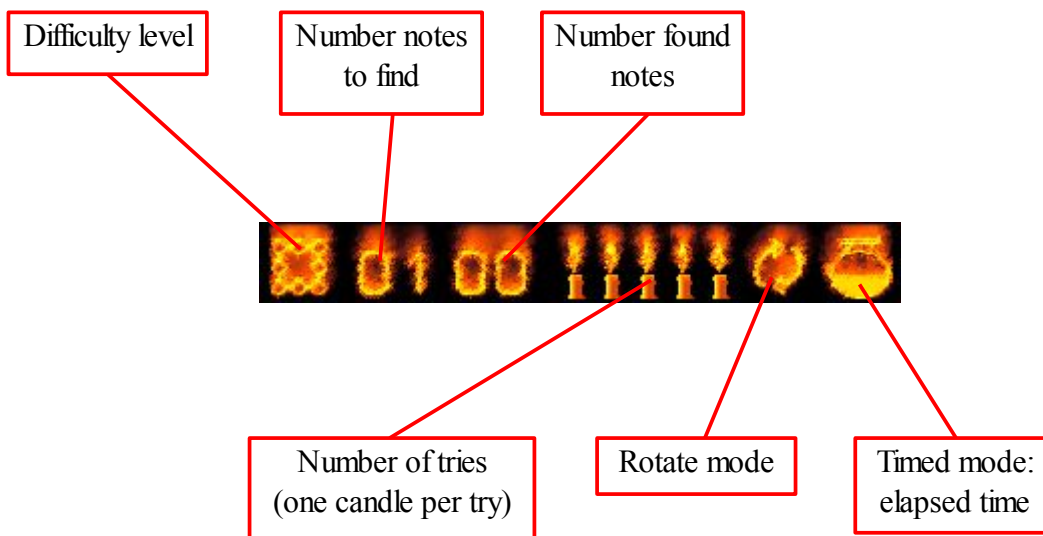 Difficulty level
Number notes
to find
Number found
notes
01
00
Number of tries
(one candle per try)
Rotate mode
Timed mode:
elapsed time